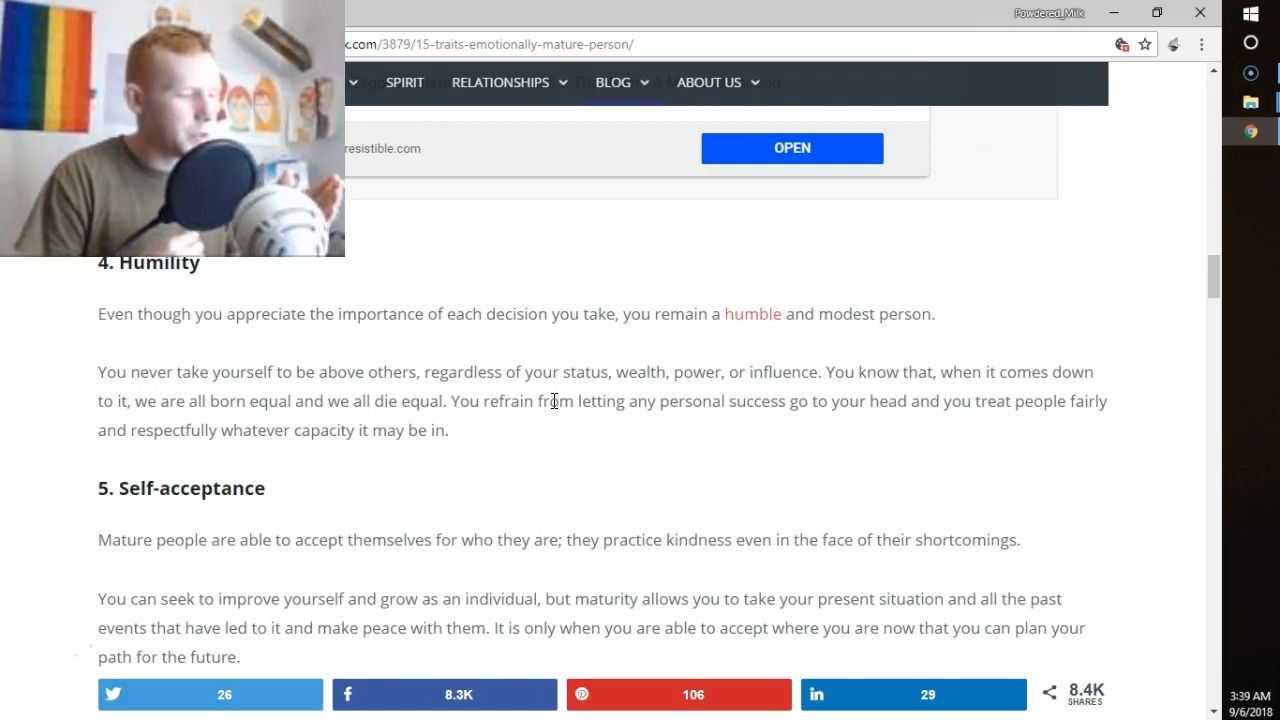 Powdered_Milk
k.com/3879/15-traits-emotionally-mature-person/
SPIRIT RELATIONSHIPS BLOG ABOUT US
resistible.com
OPEN
4. Humility
Even though you appreciate the importance of each decision you take, you remain a humble and modest person.
You never take yourself to be above others, regardless of your status, wealth, power, or influence. You know that, when it comes down
to it, we are all born equal and we all die equal. You refrain from letting any personal success go to your head and you treat people fairly
and respectfully whatever capacity it may be in.
5. Self-acceptance
Mature people are able to accept themselves for who they are; they practice kindness even in the face of their shortcomings.
You can seek to improve yourself and grow as an individual, but maturity allows you to take your present situation and all the past
events that have led to it and make peace with them. It is only when you are able to accept where you are now that you can plan your
path for the future.
26
8.3K
106
29
8.4K
SHARES
3:39 AM
9/6/2018